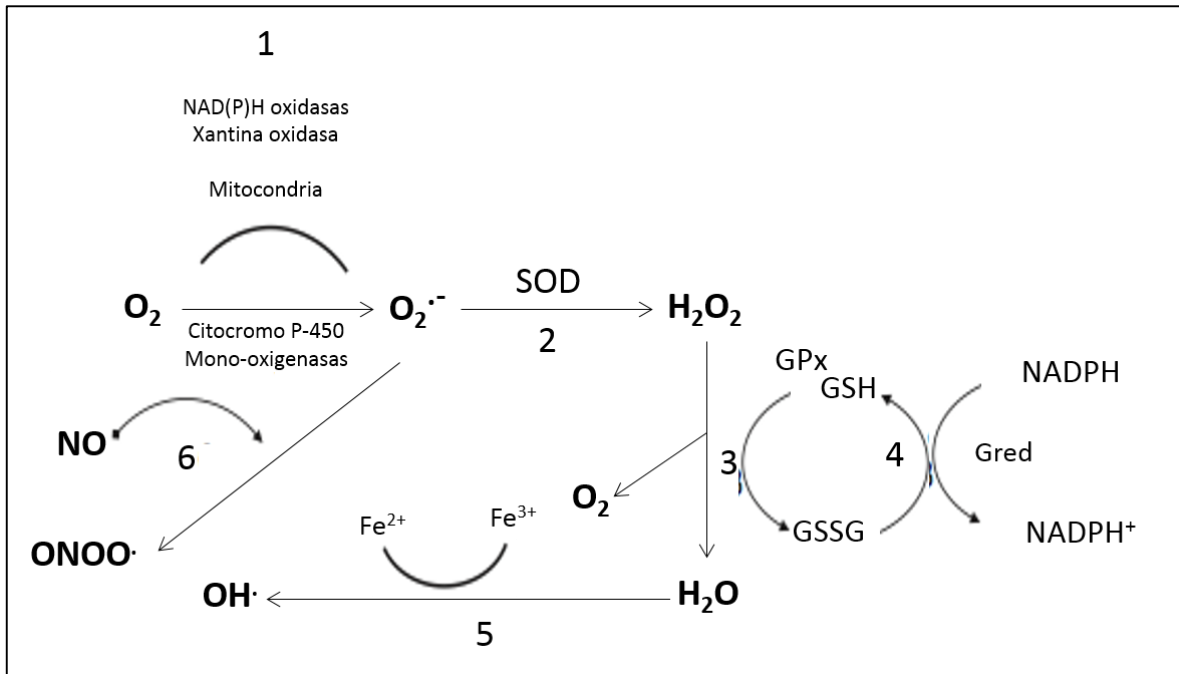 1
NAD(P)H oxidasas
Xantina oxidasa
Mitocondria
O₂
O₂·-
SOD
2
H₂O₂
Citocromo P-450
Mono-oxigenasas
GPx
GSH
NADPH
NO•
6
3
4
Gred
O₂
Fe²⁺
Fe³⁺
GSSG
NADPH⁺
ONOO·
OH·
H₂O
5